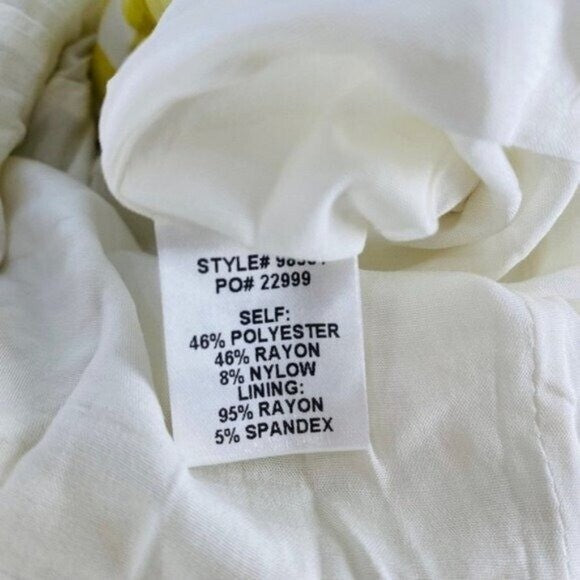 STYLE#
PO# 22999
SELF:
46% POLYESTER
46% RAYON
8% NYLOW
LINING:
95% RAYON
5% SPANDEX